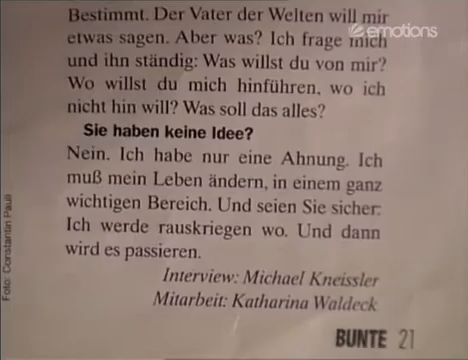 emotions
Bestimmt. Der Vater der Welten will mir
etwas sagen. Aber was? Ich frage mich
und ihn ständig: Was willst du von mir?
Wo willst du mich hinführen, wo ich
nicht hin will? Was soll das alles?
Sie haben keine Idee?
Nein. Ich habe nur eine Ahnung. Ich
muß mein Leben ändern, in einem ganz
wichtigen Bereich. Und seien Sie sicher:
Ich werde rauskriegen wo. Und dann
wird es passieren.
Interview: Michael Kneissler
Mitarbeit: Katharina Waldeck
Foto: Constantin Pauli
BUNTE 21